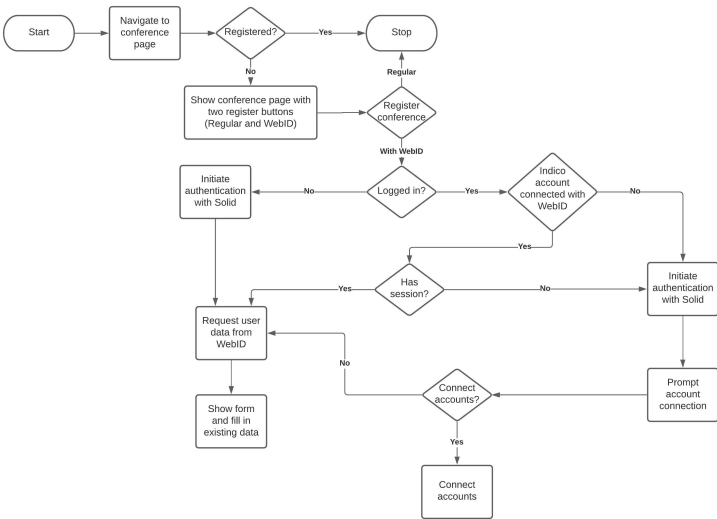 Start
Navigate to
conference
page
Registered?
Yes
Stop
No
Regular
Show conference page with
two register buttons
(Regular and WebID)
Register
conference
With WebID
Initiate
authentication
with Solid
No
Logged in?
Yes
Indico
account
connected with
WebID
No
Yes
Has
session?
Yes
No
Initiate
authentication
with Solid
Request user
data from
WebID
No
Connect
accounts?
Prompt
account
connection
Show form
and fill in
existing data
Yes
Connect
accounts